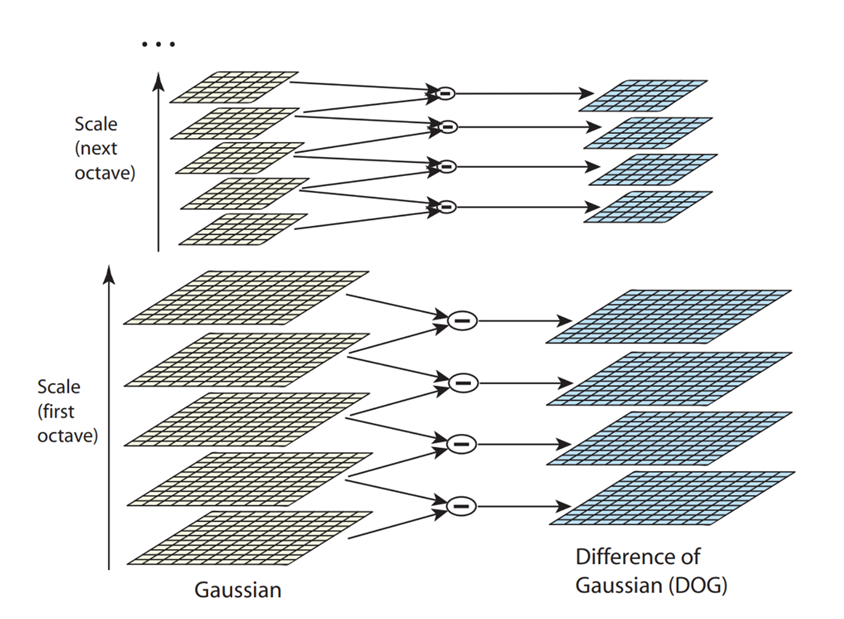 ...
Scale
(next
octave)
Scale
(first
octave)
Gaussian
Difference of
Gaussian (DOG)